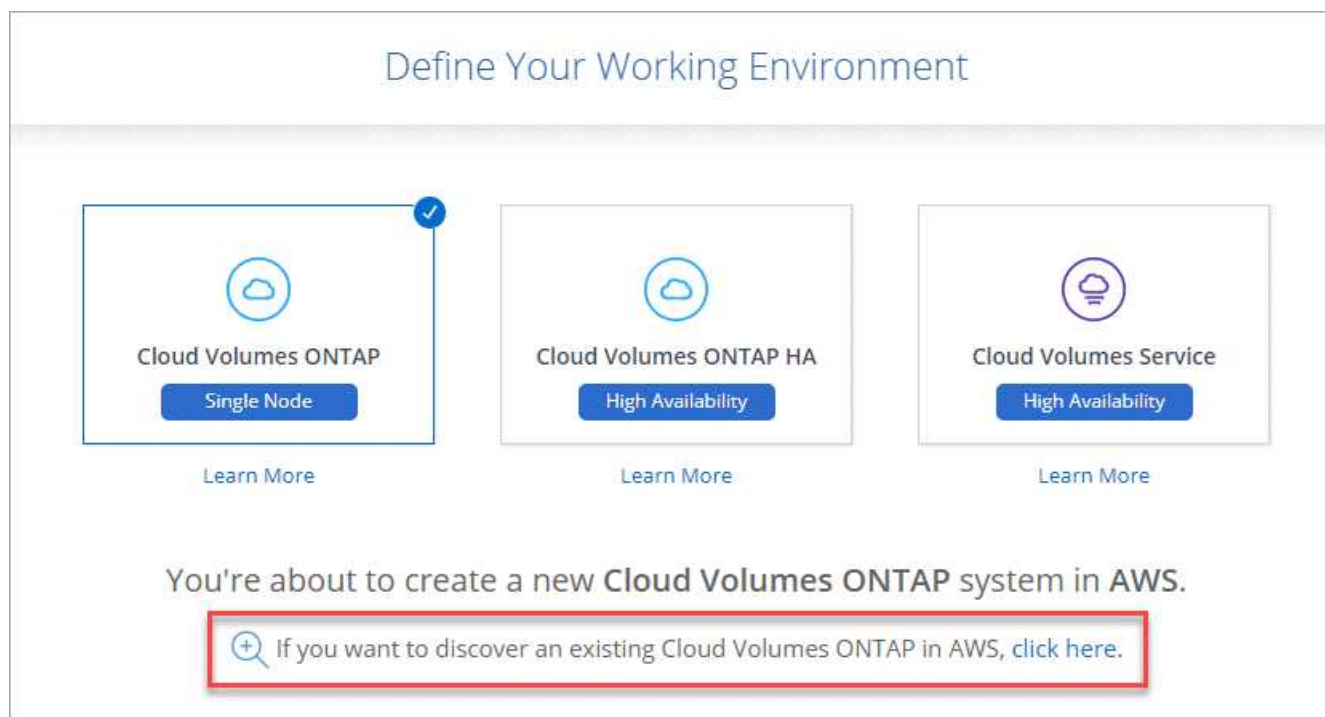 Define Your Working Environment
Cloud Volumes ONTAP
Single Node
Learn More
Cloud Volumes ONTAP HA
High Availability
Learn More
Cloud Volumes Service
High Availability
Learn More
You're about to create a new Cloud Volumes ONTAP system in AWS.
If you want to discover an existing Cloud Volumes ONTAP in AWS, click here.